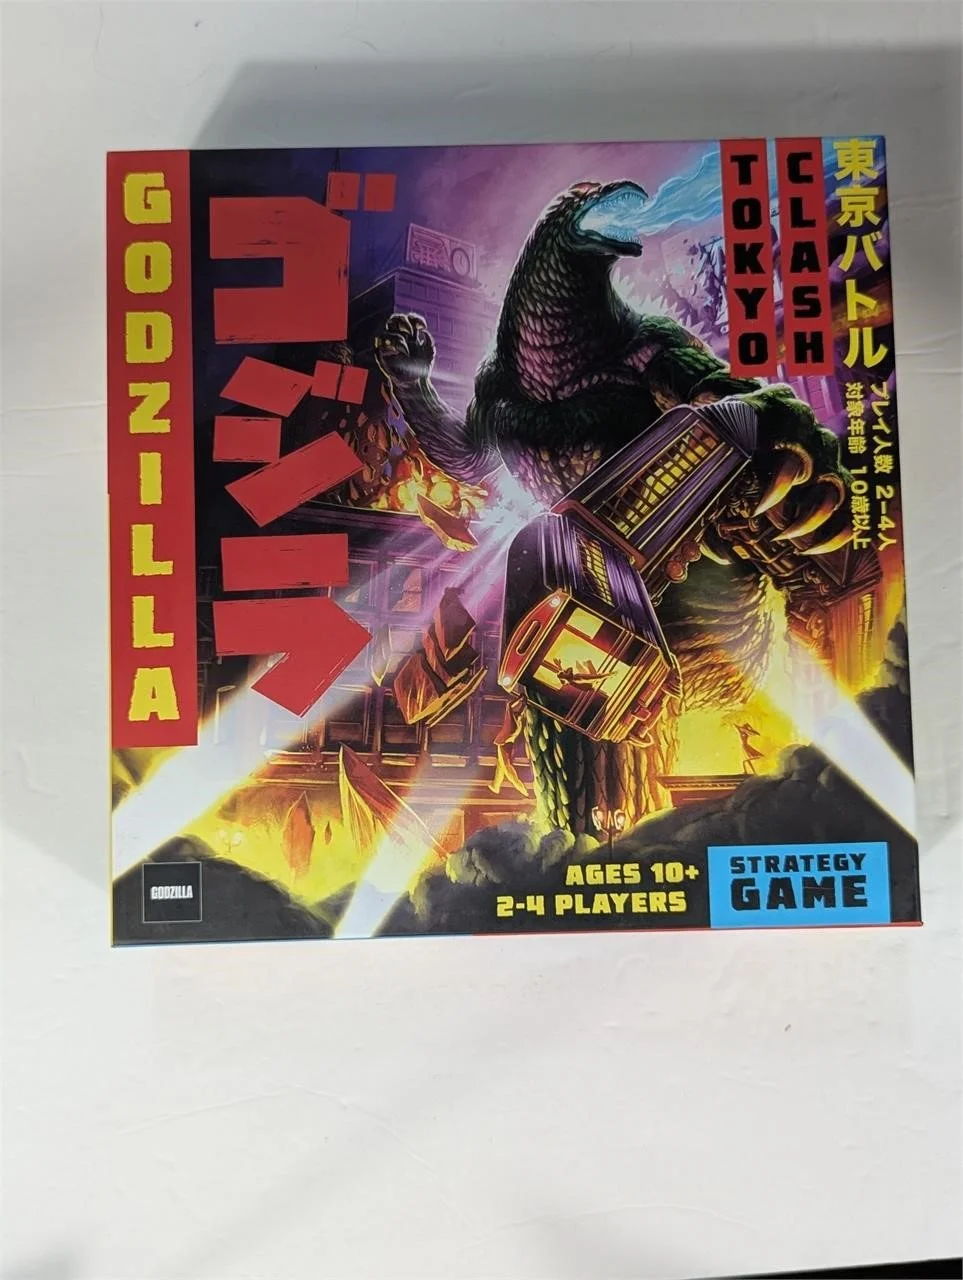 GODZILLA
ゴジラ
TOKYO
CLASH
東京バトル
プレイ人数 2-4人
対象年齢 10歳以上
GODZILLA
AGES 10+
2-4 PLAYERS
STRATEGY
GAME